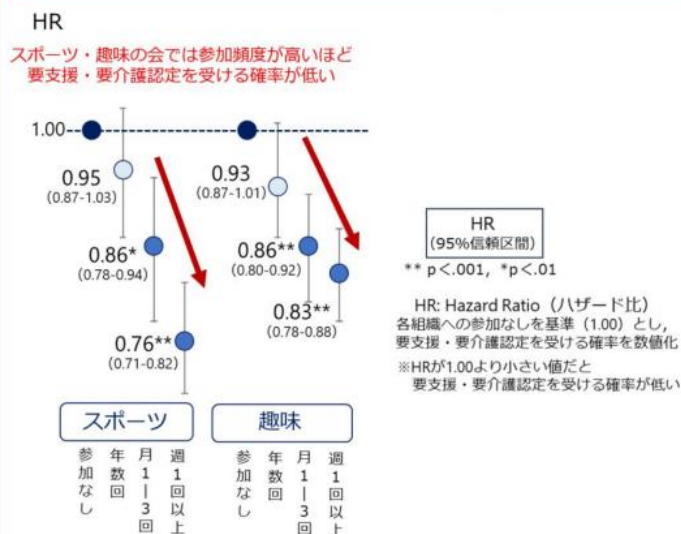 HR
スポーツ・趣味の会では参加頻度が高いほど
要支援・要介護認定を受ける確率が低い
1.00
0.95
(0.87-1.03)
0.86*
(0.78-0.94)
0.76**
(0.71-0.82)
0.93
(0.87-1.01)
0.86**
(0.80-0.92)
0.83**
(0.78-0.88)
スポーツ
趣味
参加なし
年数回
月1ー3回
週1回以上
参加なし
年数回
月1ー3回
週1回以上
HR
(95%信頼区間)
** p<.001, *p<.01
HR: Hazard Ratio(ハザード比)
各組織への参加なしを基準(1.00)とし,
要支援・要介護認定を受ける確率を数値化
※HRが1.00より小さい値だと
要支援・要介護認定を受ける確率が低い